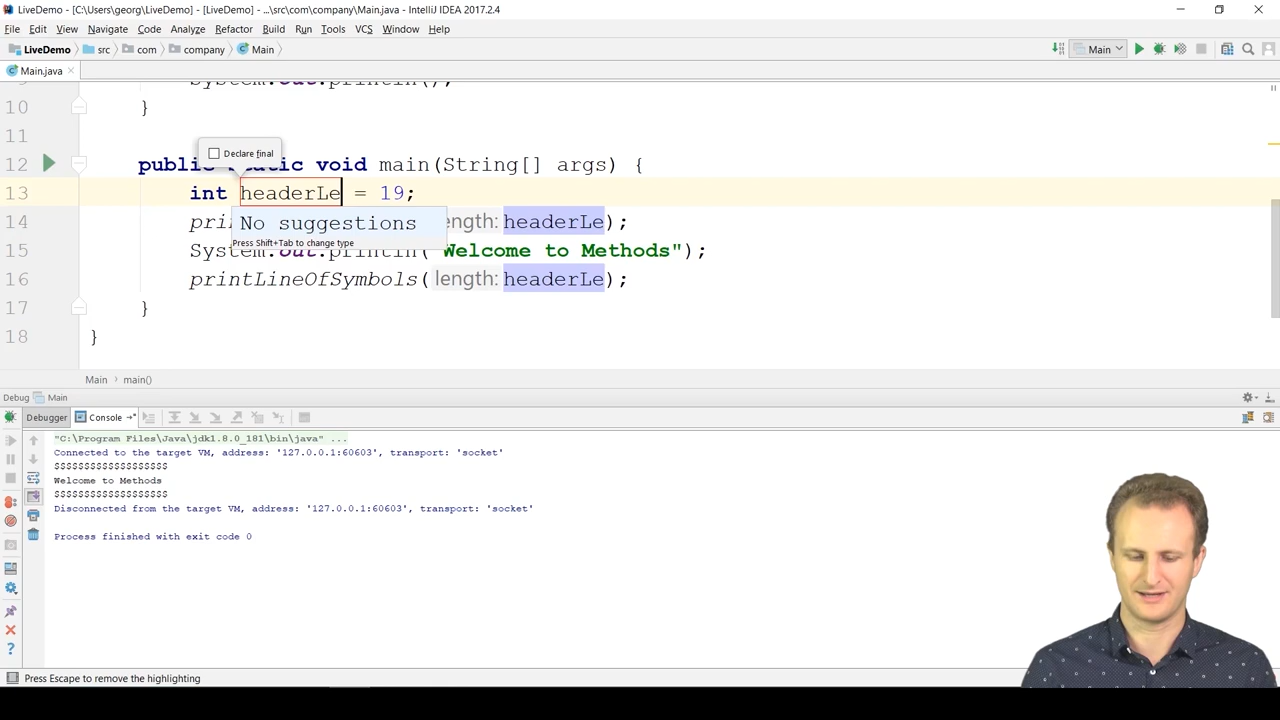 LiveDemo - [C:\Users\georg\LiveDemo] - [LiveDemo] - ...\src\com\company\Main.java - IntelliJ IDEA 2017.2.4
File Edit View Navigate Code Analyze Refactor Build Run Tools VCS Window Help
LiveDemo src com company Main Main
Main.java
10 }
11
Declare final
12 public static void main(String[] args) {
13 int headerLe = 19;
14 pri ength: headerLe);
No suggestions
Press Shift+Tab to change type
15 System.out.println("Welcome to Methods");
16 printLineOfSymbols( length: headerLe);
17 }
18 }
Main main()
Debug Main
Debugger Console
"C:\Program Files\Java\jdk1.8.0_181\bin\java" ...
Connected to the target VM, address: '127.0.0.1:60603', transport: 'socket'
SSSSSSSSSSSSSSSSSSS
Welcome to Methods
SSSSSSSSSSSSSSSSSSS
Disconnected from the target VM, address: '127.0.0.1:60603', transport: 'socket'
Process finished with exit code 0
Press Escape to remove the highlighting